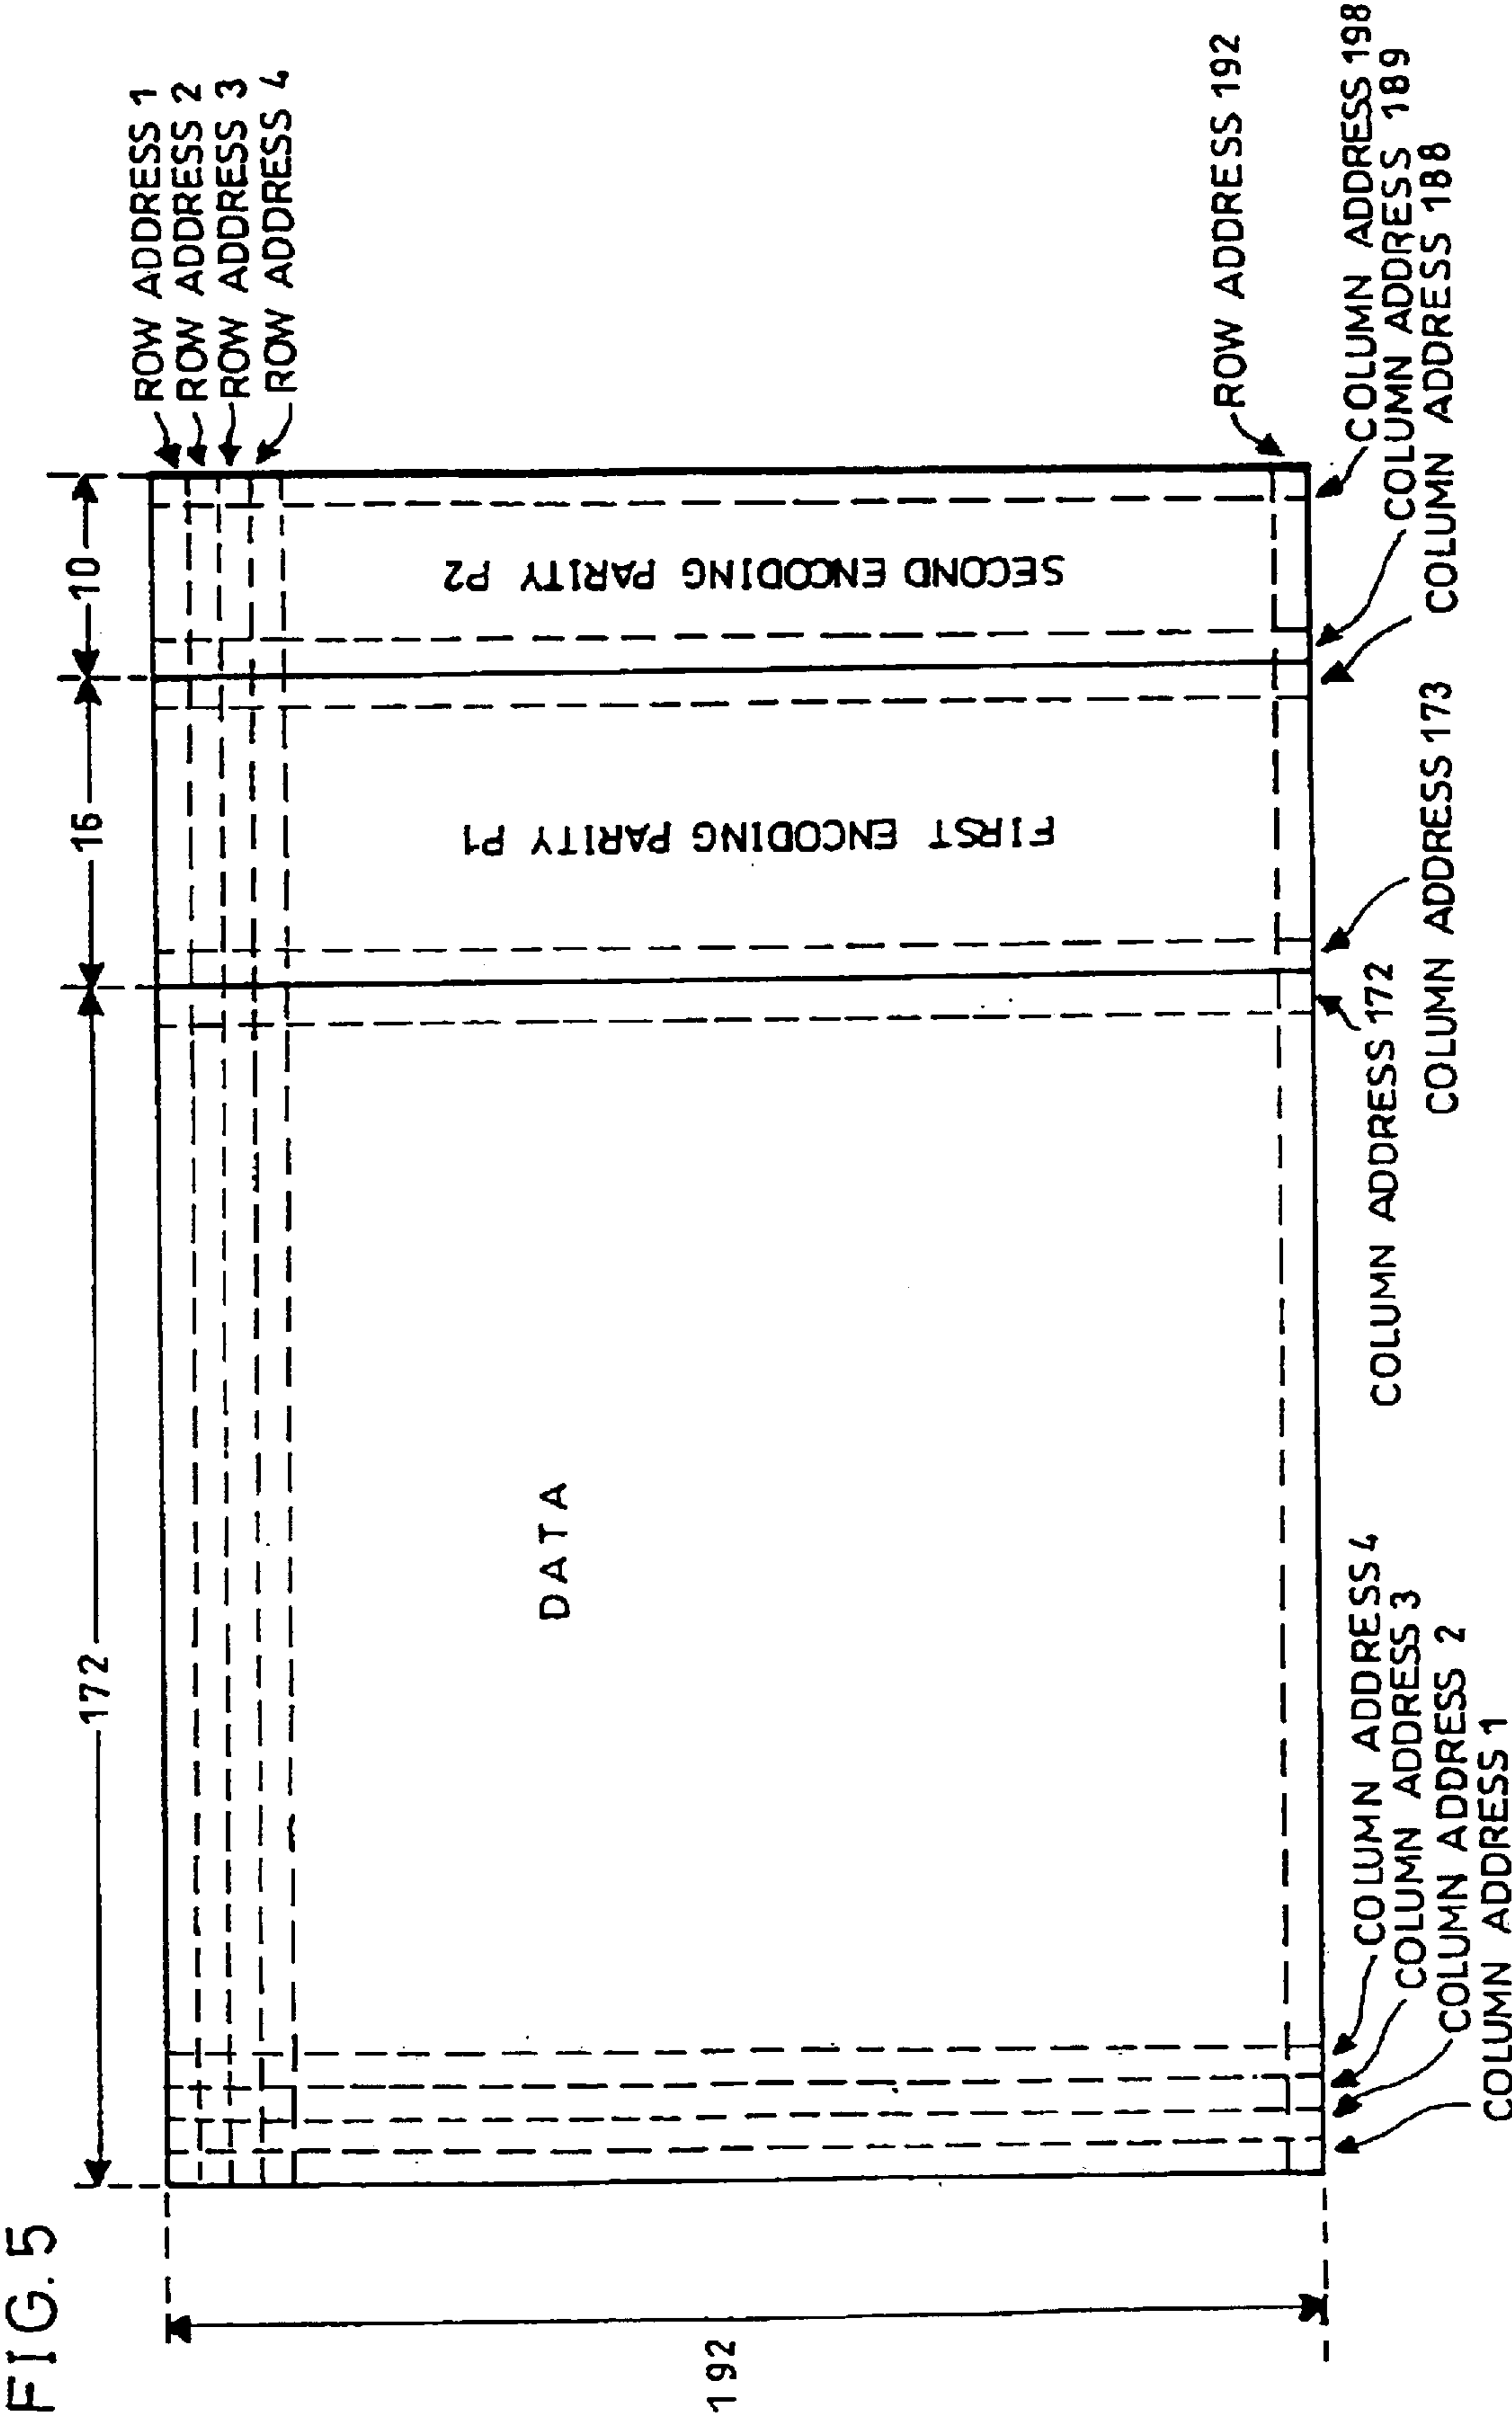 FIG. 5
172
16
10
ROW ADDRESS 1
ROW ADDRESS 2
ROW ADDRESS 3
ROW ADDRESS 4
192
DATA
FIRST ENCODING PARITY P1
SECOND ENCODING PARITY P2
ROW ADDRESS 192
COLUMN ADDRESS 4
COLUMN ADDRESS 3
COLUMN ADDRESS 2
COLUMN ADDRESS 1
COLUMN ADDRESS 172
COLUMN ADDRESS 173
COLUMN ADDRESS 198
COLUMN ADDRESS 189
COLUMN ADDRESS 188